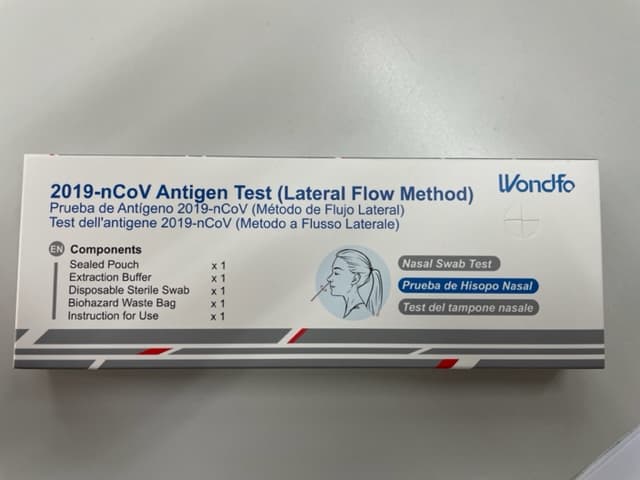 Wondfo
2019-nCoV Antigen Test (Lateral Flow Method)
Prueba de Antígeno 2019-nCoV (Método de Flujo Lateral)
Test dell'antigene 2019-nCoV (Metodo a Flusso Laterale)
EN Components
Sealed Pouch x 1
Extraction Buffer x 1
Disposable Sterile Swab x 1
Biohazard Waste Bag x 1
Instruction for Use x 1
Nasal Swab Test
Prueba de Hisopo Nasal
Test del tampone nasale